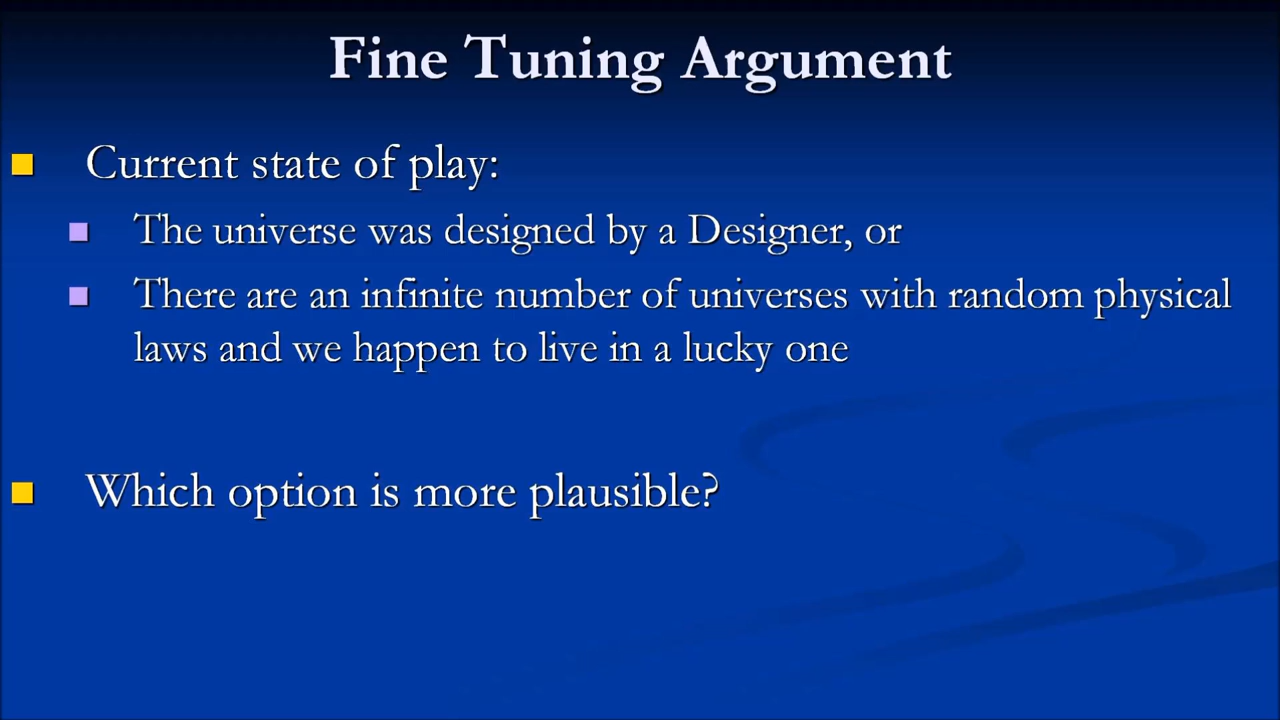 Fine Tuning Argument
Current state of play:
The universe was designed by a Designer, or
There are an infinite number of universes with random physical
laws and we happen to live in a lucky one
Which option is more plausible?